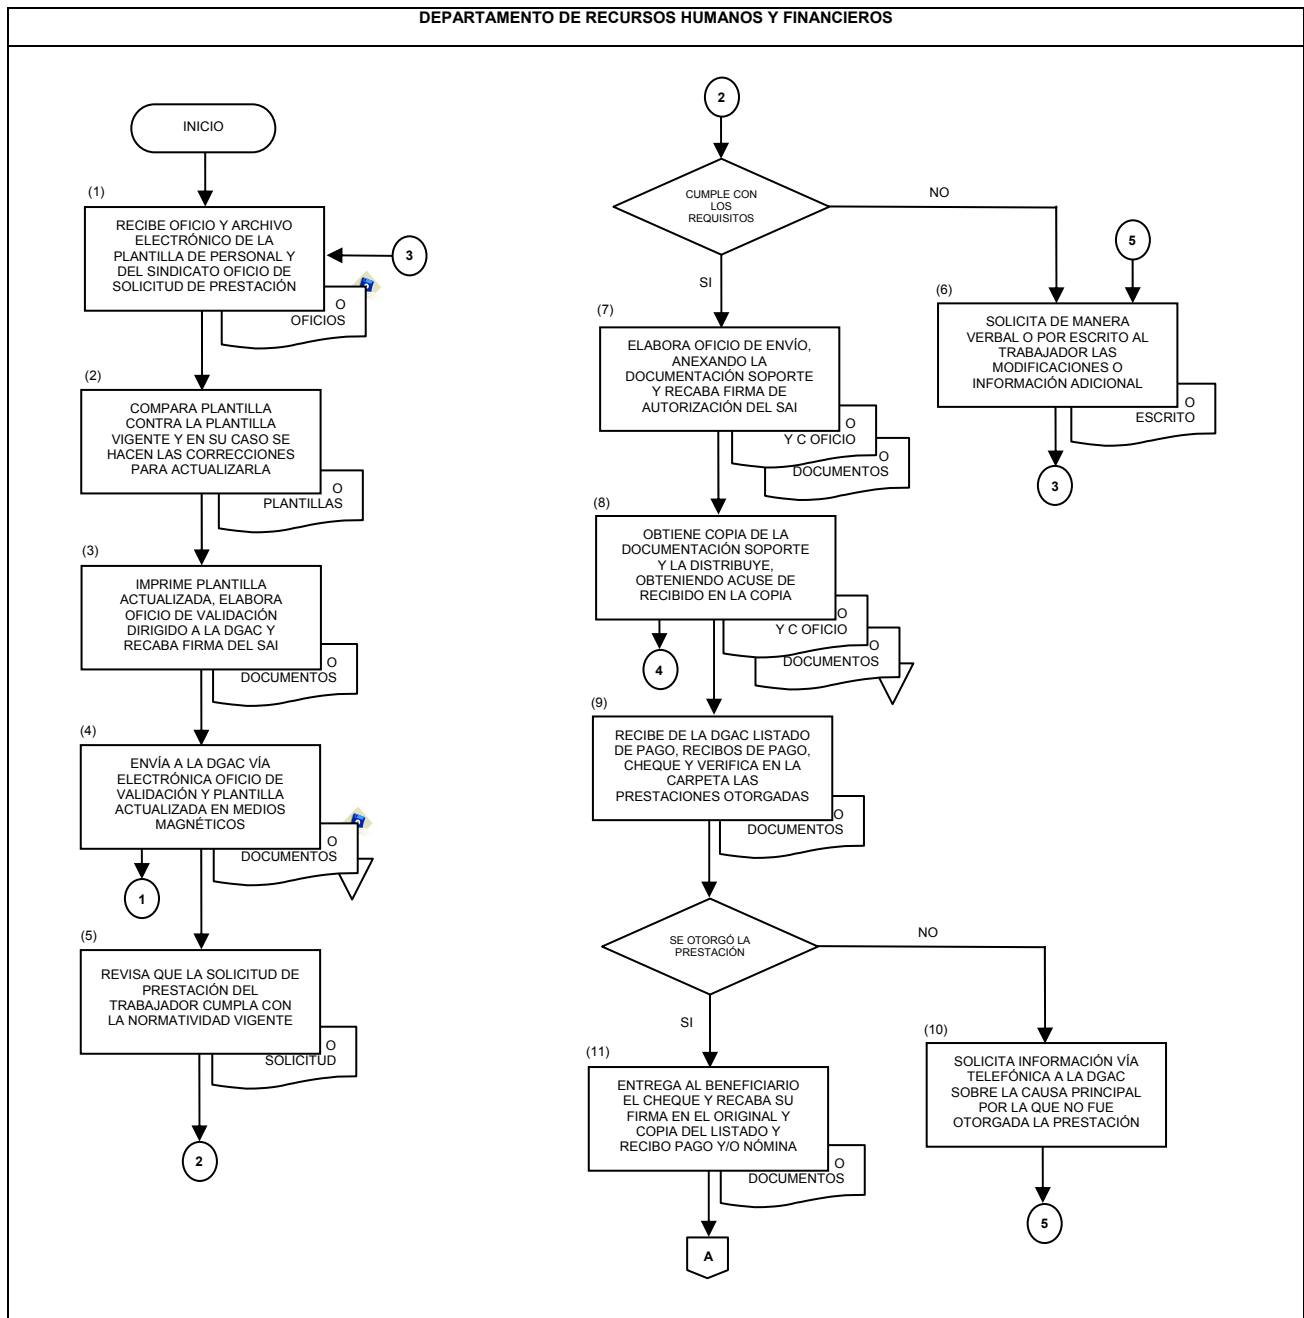 DEPARTAMENTO DE RECURSOS HUMANOS Y FINANCIEROS
INICIO
(1)
RECIBE OFICIO Y ARCHIVO
ELECTRÓNICO DE LA
PLANTILLA DE PERSONAL Y
DEL SINDICATO OFICIO DE
SOLICITUD DE PRESTACIÓN
3
O
OFICIOS
(2)
COMPARA PLANTILLA
CONTRA LA PLANTILLA
VIGENTE Y EN SU CASO SE
HACEN LAS CORRECCIONES
PARA ACTUALIZARLA
O
PLANTILLAS
(3)
IMPRIME PLANTILLA
ACTUALIZADA, ELABORA
OFICIO DE VALIDACIÓN
DIRIGIDO A LA DGAC Y
RECABA FIRMA DEL SAI
O
DOCUMENTOS
(4)
ENVÍA A LA DGAC VÍA
ELECTRÓNICA OFICIO DE
VALIDACIÓN Y PLANTILLA
ACTUALIZADA EN MEDIOS
MAGNÉTICOS
O
DOCUMENTOS
1
(5)
REVISA QUE LA SOLICITUD DE
PRESTACIÓN DEL
TRABAJADOR CUMPLA CON
LA NORMATIVIDAD VIGENTE
O
SOLICITUD
2
2
CUMPLE CON
LOS
REQUISITOS
NO
SI
5
(6)
SOLICITA DE MANERA
VERBAL O POR ESCRITO AL
TRABAJADOR LAS
MODIFICACIONES O
INFORMACIÓN ADICIONAL
O
ESCRITO
3
(7)
ELABORA OFICIO DE ENVÍO,
ANEXANDO LA
DOCUMENTACIÓN SOPORTE
Y RECABA FIRMA DE
AUTORIZACIÓN DEL SAI
O
Y C OFICIO
O
DOCUMENTOS
(8)
OBTIENE COPIA DE LA
DOCUMENTACIÓN SOPORTE
Y LA DISTRIBUYE,
OBTENIENDO ACUSE DE
RECIBIDO EN LA COPIA
O
Y C OFICIO
O
DOCUMENTOS
4
(9)
RECIBE DE LA DGAC LISTADO
DE PAGO, RECIBOS DE PAGO,
CHEQUE Y VERIFICA EN LA
CARPETA LAS
PRESTACIONES OTORGADAS
O
DOCUMENTOS
SE OTORGÓ LA
PRESTACIÓN
NO
SI
(10)
SOLICITA INFORMACIÓN VÍA
TELEFÓNICA A LA DGAC
SOBRE LA CAUSA PRINCIPAL
POR LA QUE NO FUE
OTORGADA LA PRESTACIÓN
5
(11)
ENTREGA AL BENEFICIARIO
EL CHEQUE Y RECABA SU
FIRMA EN EL ORIGINAL Y
COPIA DEL LISTADO Y
RECIBO PAGO Y/O NÓMINA
O
DOCUMENTOS
A